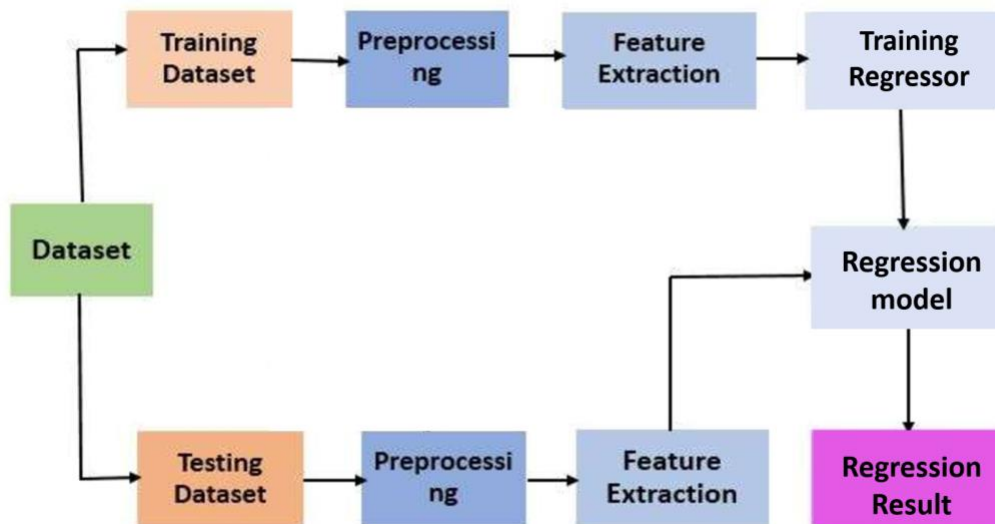 Training
Dataset
Preprocessi
ng
Feature
Extraction
Training
Regressor
Dataset
Regression
model
Testing
Dataset
Preprocessi
ng
Feature
Extraction
Regression
Result